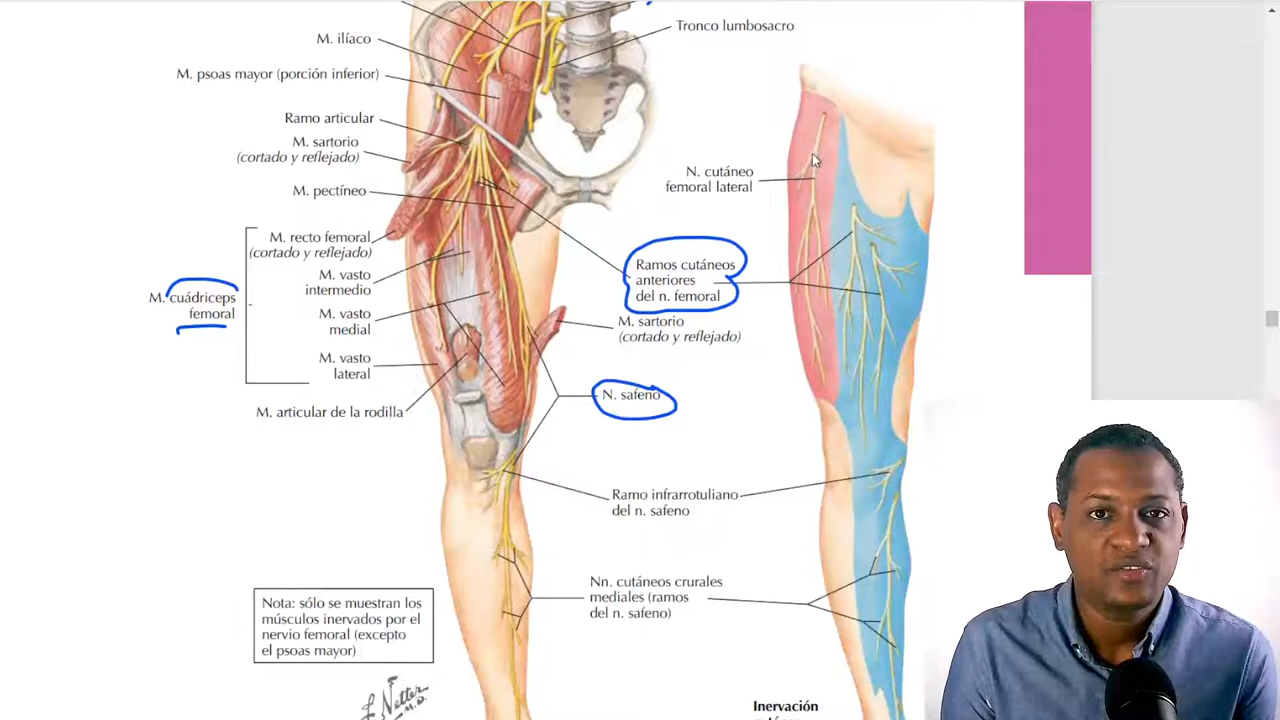 Tronco lumbosacro
M. ilíaco
M. psoas mayor (porción inferior)
Ramo articular
M. sartorio
(cortado y reflejado)
M. pectíneo
N. cutáneo
femoral lateral
M. recto femoral
(cortado y reflejado)
M. vasto
intermedio
M. cuádriceps
femoral
M. vasto
medial
M. vasto
lateral
M. articular de la rodilla
Ramos cutáneos
anteriores
del n. femoral
M. sartorio
(cortado y reflejado)
N. safeno
Ramo infrarrotuliano
del n. safeno
Nn. cutáneos crurales
mediales (ramos
del n. safeno)
Nota: sólo se muestran los
músculos inervados por el
nervio femoral (excepto
el psoas mayor)
F. Netter
M.D.
Inervación